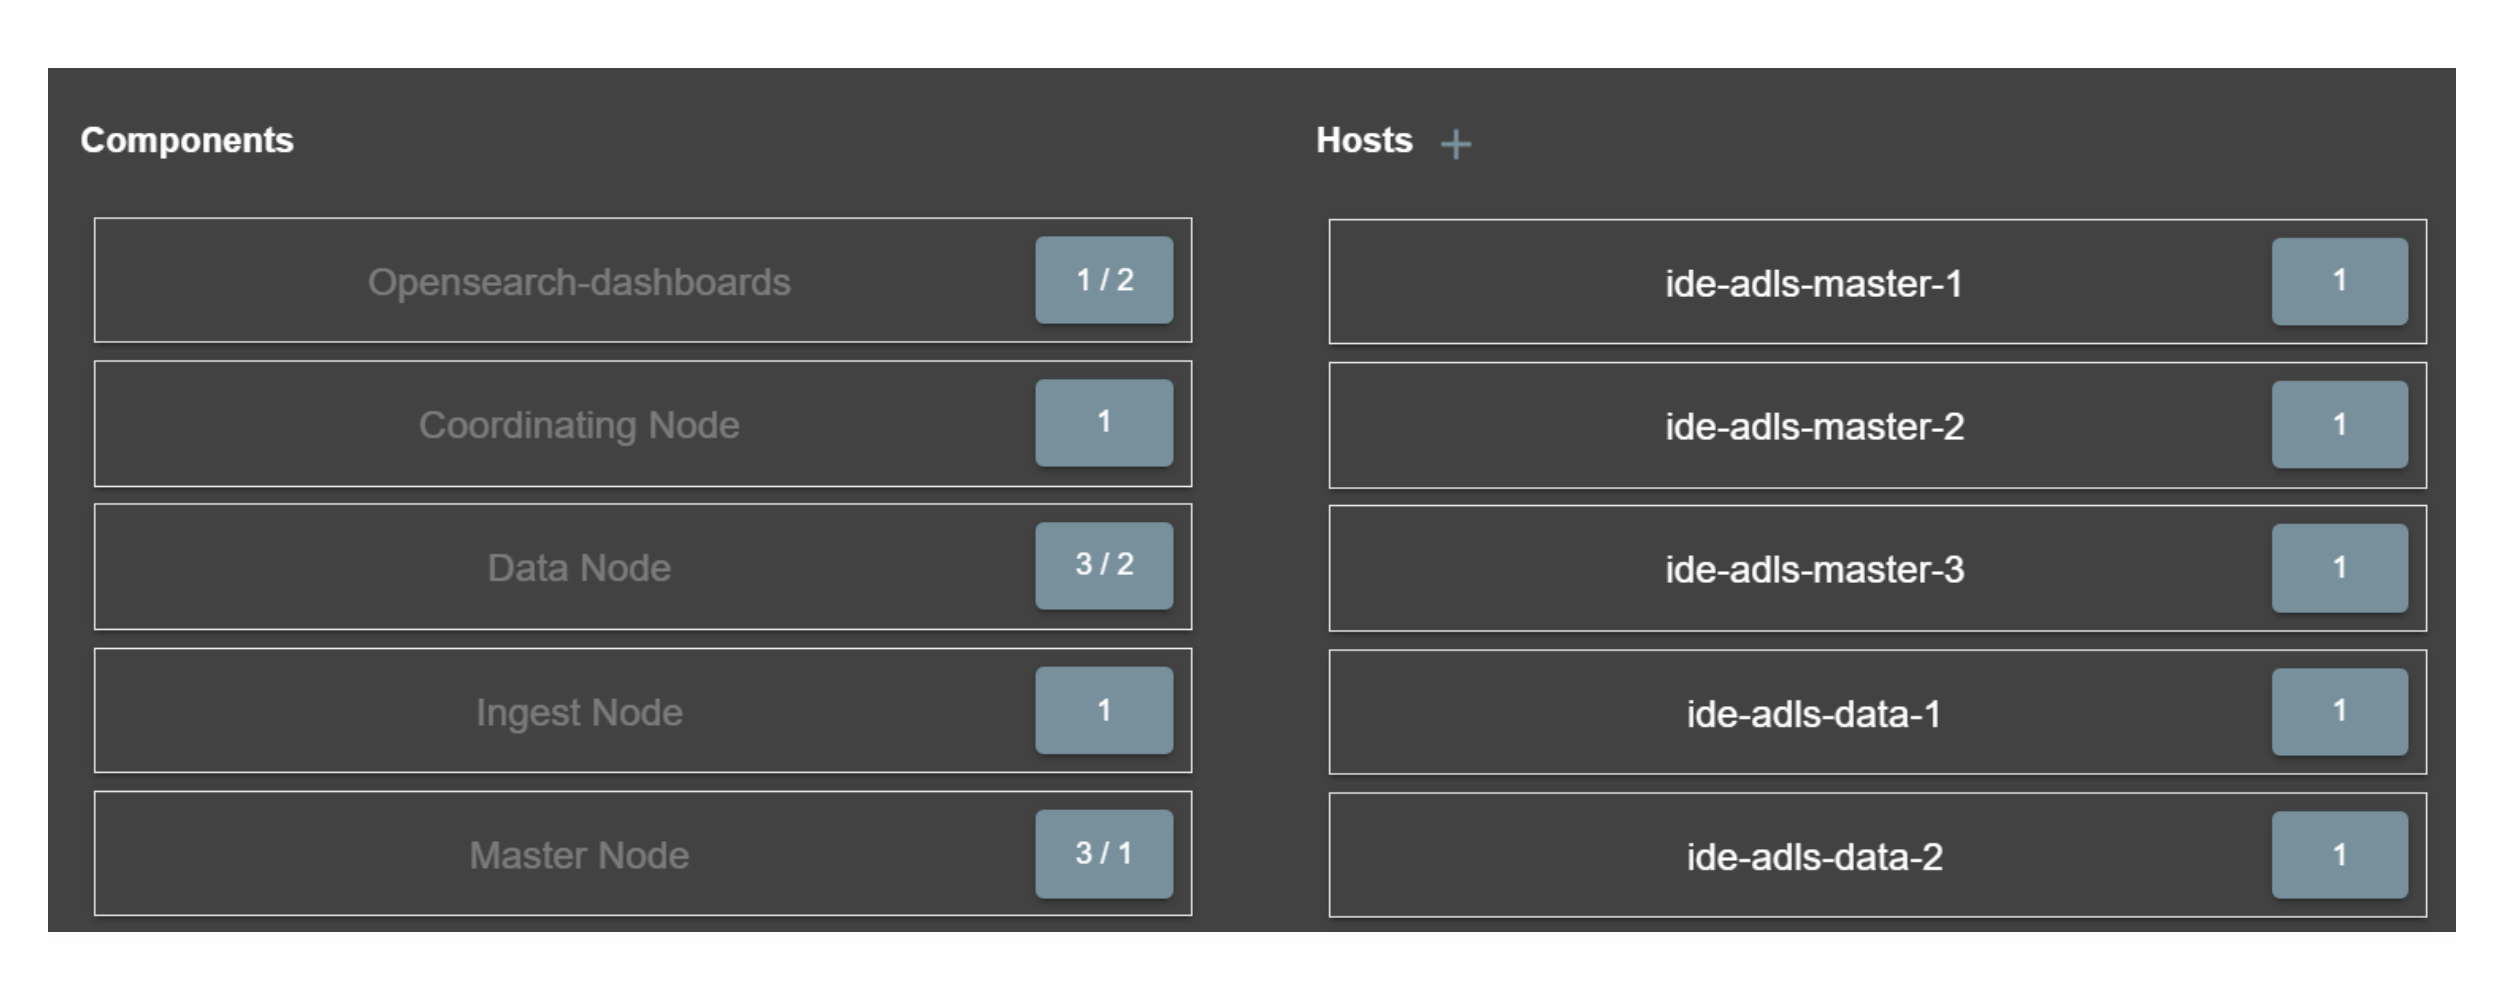 Components
Opensearch-dashboards 1 / 2
Coordinating Node 1
Data Node 3 / 2
Ingest Node 1
Master Node 3 / 1
Hosts +
ide-adls-master-1 1
ide-adls-master-2 1
ide-adls-master-3 1
ide-adls-data-1 1
ide-adls-data-2 1